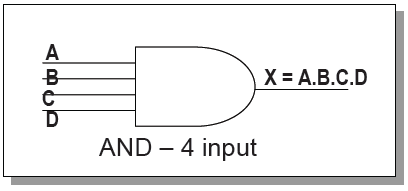 A
B
C
D
X = A.B.C.D
AND – 4 input